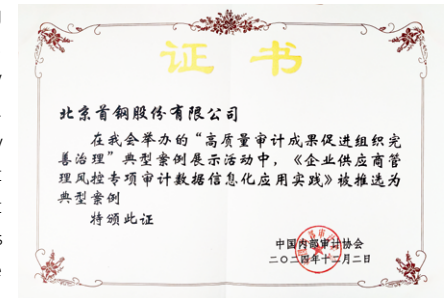 证书
北京首钢股份有限公司
在我会举办的“高质量审计成果促进组织完
善治理”典型案例展示活动中，《企业供应商管
理风控专项审计数据信息化应用实践》被推选为
典型案例
特颁此证
中国内部审计协会
二〇二四年十二月二日